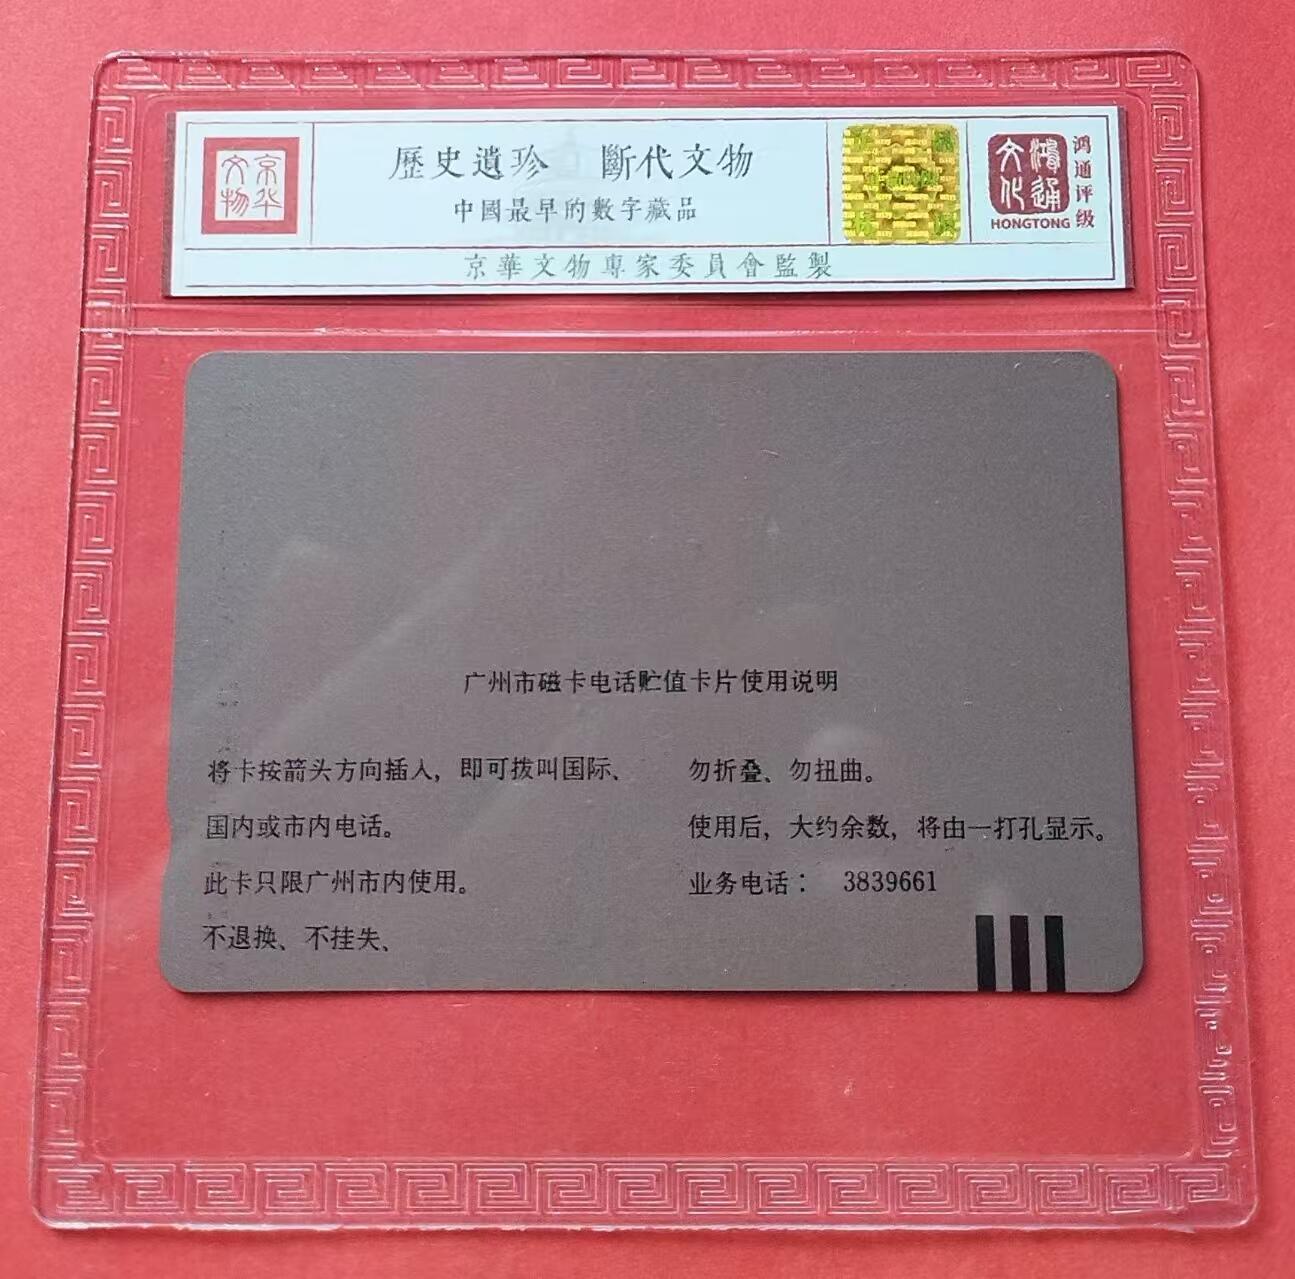 京华
文物
歷史遺珍 斷代文物
中國最早的數字藏品
京華文物專家委員會監製
鴻通
文化
HONGTONG
鸿通评级
广州市磁卡电话贮值卡片使用说明
将卡按箭头方向插入，即可拨叫国际、
国内或市内电话。
此卡只限广州市内使用。
不退换、不挂失、
勿折叠、勿扭曲。
使用后，大约余数，将由一打孔显示。
业务电话： 3839661